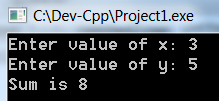 C:\Dev-Cpp\Project1.exe
Enter value of x: 3
Enter value of y: 5
Sum is 8